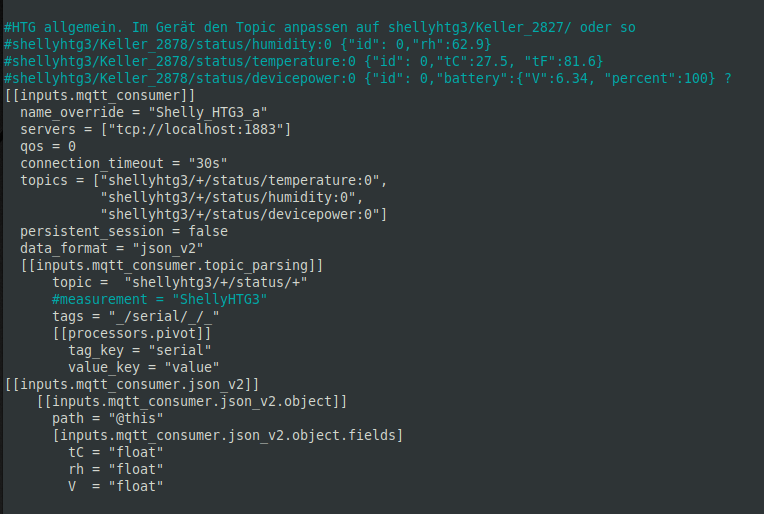 #HTG allgemein. Im Gerät den Topic anpassen auf shellyhtg3/Keller_2827/ oder so
#shellyhtg3/Keller_2878/status/humidity:0 {"id": 0,"rh":62.9}
#shellyhtg3/Keller_2878/status/temperature:0 {"id": 0,"tC":27.5, "tF":81.6}
#shellyhtg3/Keller_2878/status/devicepower:0 {"id": 0,"battery":{"V":6.34, "percent":100} ?
[[inputs.mqtt_consumer]]
  name_override = "Shelly_HTG3_a"
  servers = ["tcp://localhost:1883"]
  qos = 0
  connection_timeout = "30s"
  topics = ["shellyhtg3/+/status/temperature:0",
            "shellyhtg3/+/status/humidity:0",
            "shellyhtg3/+/status/devicepower:0"]
  persistent_session = false
  data_format = "json_v2"
  [[inputs.mqtt_consumer.topic_parsing]]
      topic =  "shellyhtg3/+/status/+"
      #measurement = "ShellyHTG3"
      tags = "_/serial/_/_"
      [[processors.pivot]]
        tag_key = "serial"
        value_key = "value"
[[inputs.mqtt_consumer.json_v2]]
    [[inputs.mqtt_consumer.json_v2.object]]
      path = "@this"
      [inputs.mqtt_consumer.json_v2.object.fields]
        tC = "float"
        rh = "float"
        V  = "float"